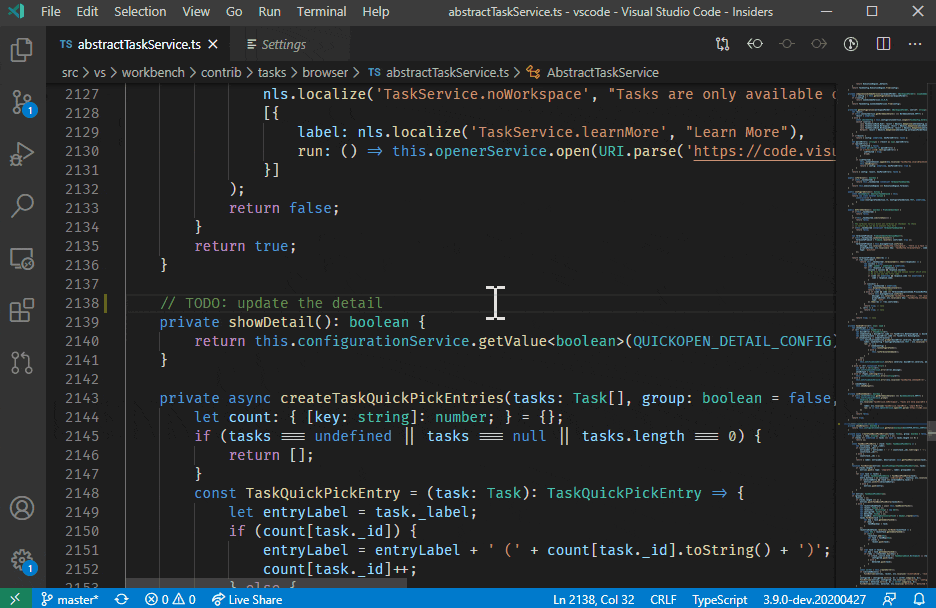 File Edit Selection View Go Run Terminal Help abstractTaskService.ts - vscode - Visual Studio Code - Insiders
TS abstractTaskService.ts Settings
src > vs > workbench > contrib > tasks > browser > TS abstractTaskService.ts > AbstractTaskService
2127 nls.localize('TaskService.noWorkspace', "Tasks are only available
2128 [{
2129 label: nls.localize('TaskService.learnMore', "Learn More"),
2130 run: () => this.openerService.open(URI.parse('https://code.visu
2131 }]
2132 );
2133 return false;
2134 }
2135 return true;
2136 }
2137
2138 // TODO: update the detail
2139 private showDetail(): boolean {
2140 return this.configurationService.getValue<boolean>(QUICKOPEN_DETAIL_CONFIG)
2141 }
2142
2143 private async createTaskQuickPickEntries(tasks: Task[], group: boolean = false,
2144 let count: { [key: string]: number; } = {};
2145 if (tasks === undefined || tasks === null || tasks.length === 0) {
2146 return [];
2147 }
2148 const TaskQuickPickEntry = (task: Task): TaskQuickPickEntry => {
2149 let entryLabel = task._label;
2150 if (count[task._id]) {
2151 entryLabel = entryLabel + ' (' + count[task._id].toString() + ')';
2152 count[task._id]++;
2153 } else {
1
1
master* 0 0 Live Share Ln 2138, Col 32 CRLF TypeScript 3.9.0-dev.20200427